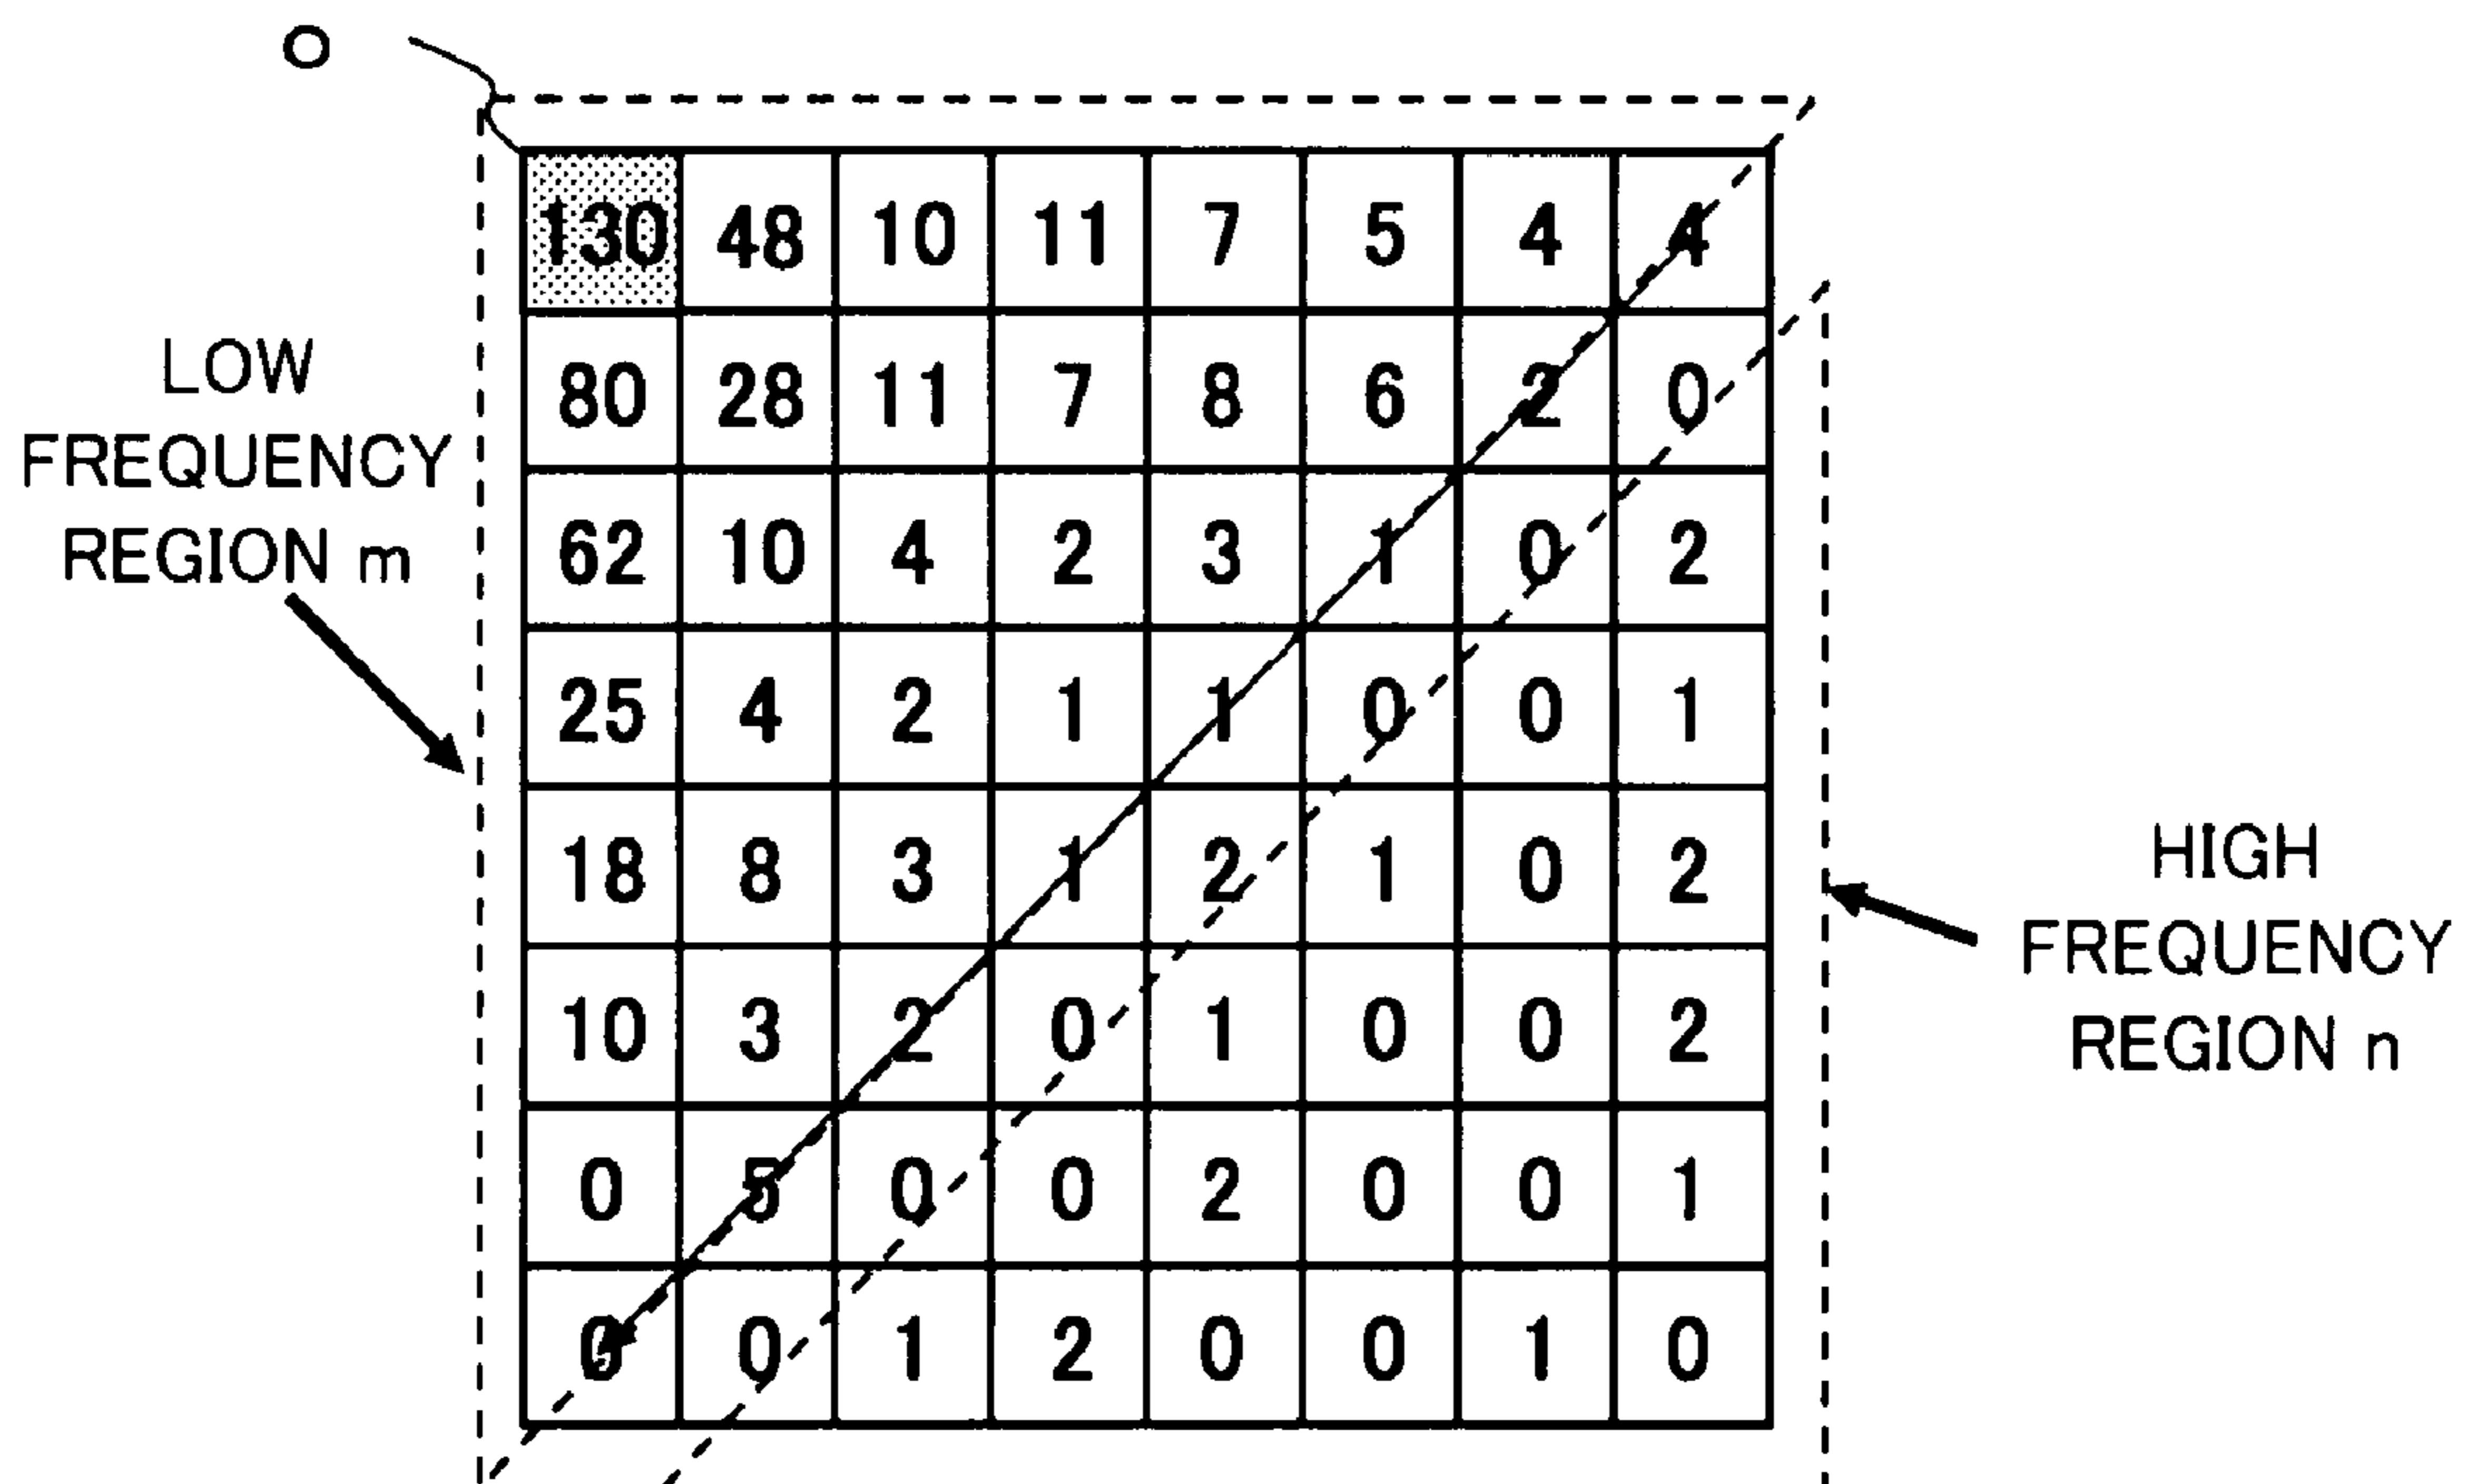 O
130 48 10 11 7 5 4 4
80 28 11 7 8 6 2 0
62 10 4 2 3 1 0 2
25 4 2 1 1 0 0 1
18 8 3 1 2 1 0 2
10 3 2 0 1 0 0 2
0 5 0 0 2 0 0 1
0 0 1 2 0 0 1 0
LOW
FREQUENCY
REGION m
HIGH
FREQUENCY
REGION n